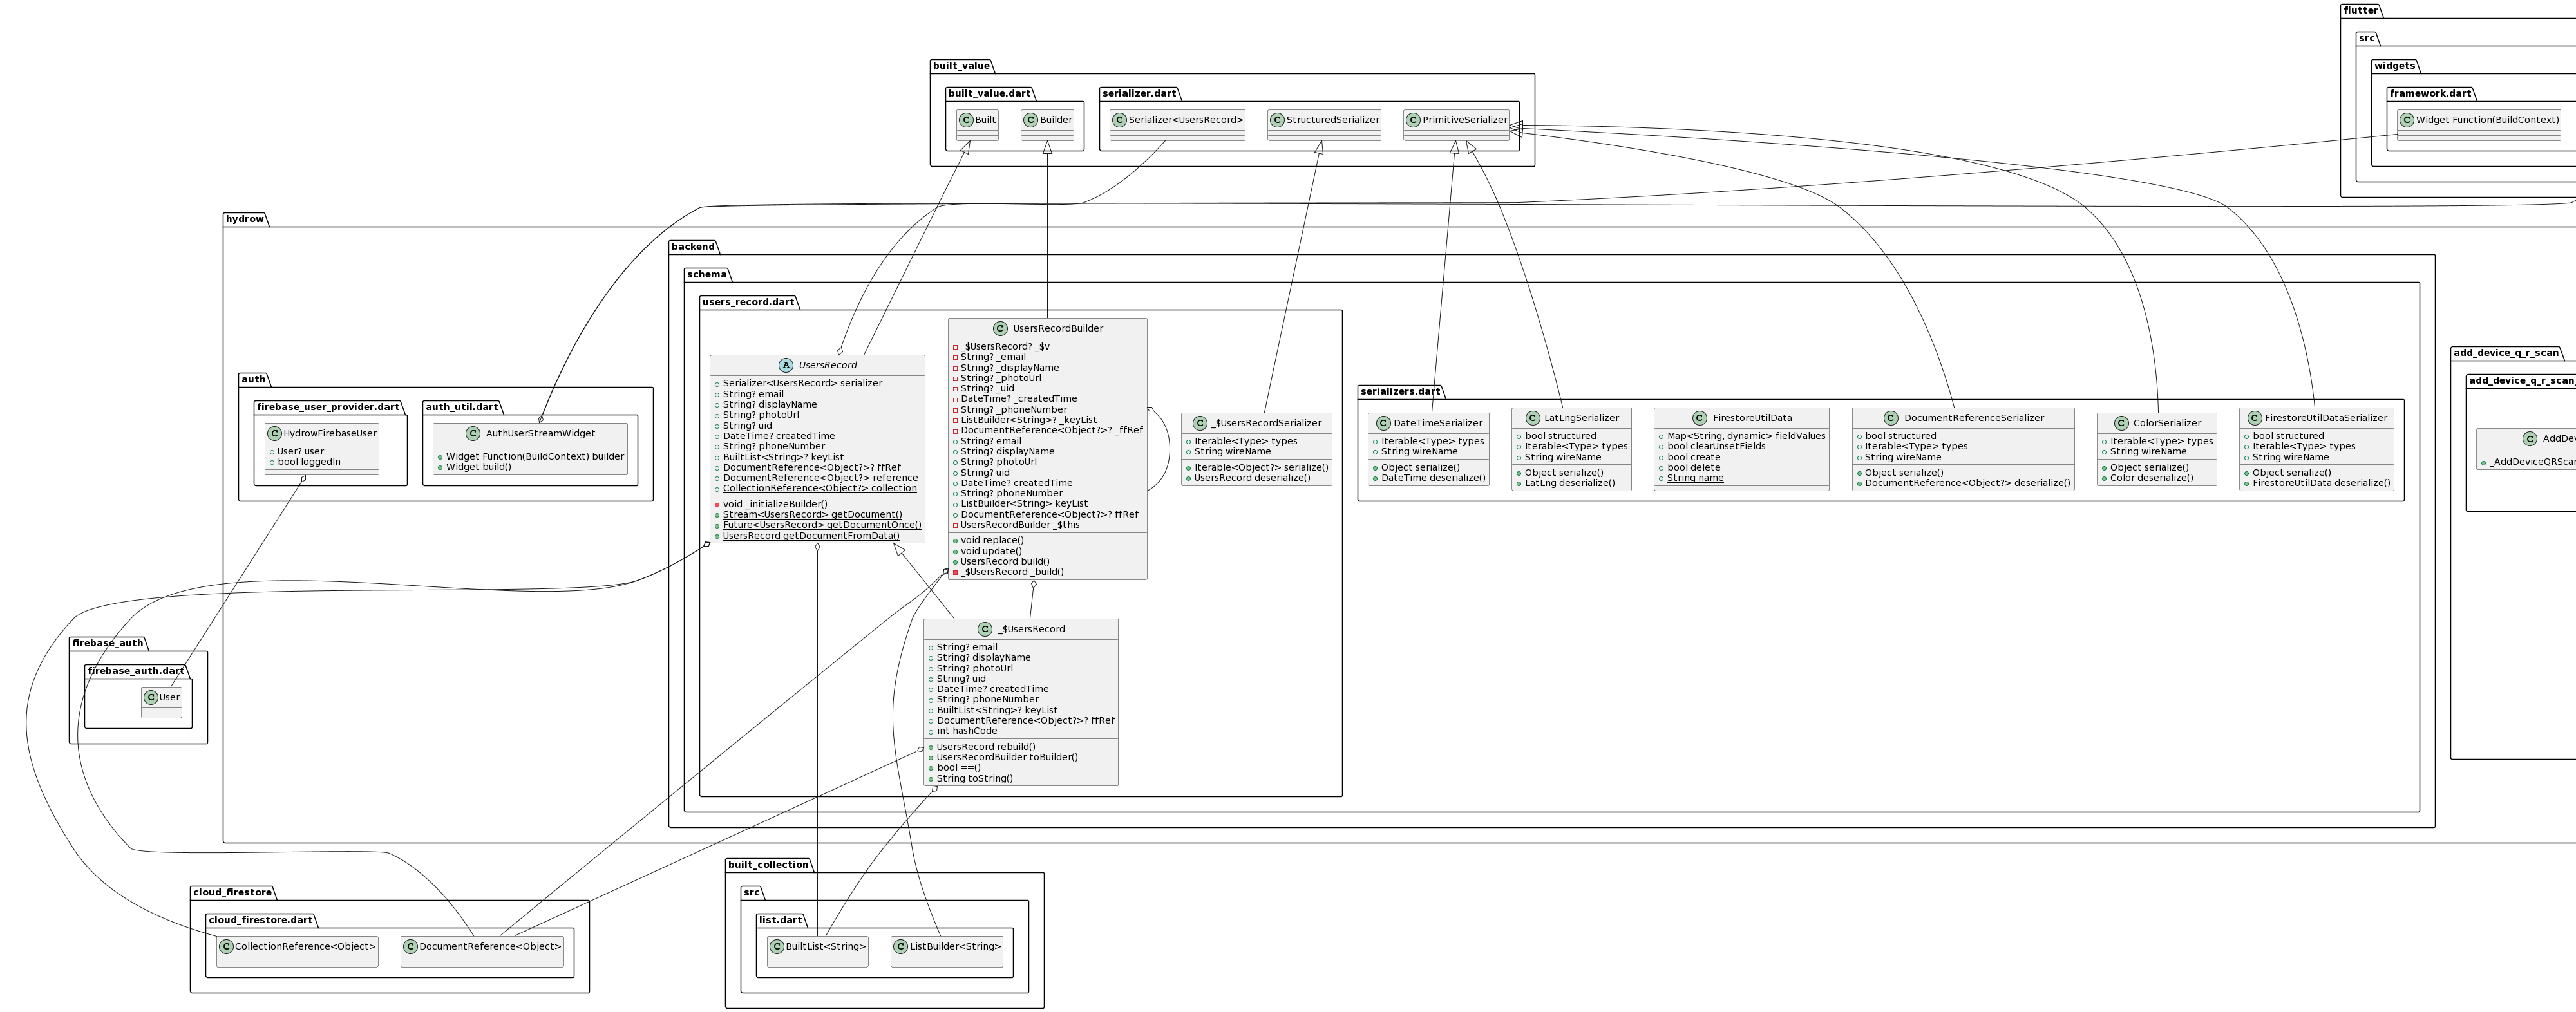 flutter
src
widgets
framework.dart
Widget Function(BuildContext)
built_value
built_value.dart
Built
Builder
serializer.dart
Serializer<UsersRecord>
StructuredSerializer
PrimitiveSerializer
hydrow
backend
schema
users_record.dart
UsersRecord
Serializer<UsersRecord> serializer
String? email
String? displayName
String? photoUrl
String? uid
DateTime? createdTime
String? phoneNumber
BuiltList<String>? keyList
DocumentReference<Object?>? ffRef
DocumentReference<Object?>? reference
CollectionReference<Object?> collection
void _initializeBuilder()
Stream<UsersRecord> getDocument()
Future<UsersRecord> getDocumentOnce()
UsersRecord getDocumentFromData()
UsersRecordBuilder
_$UsersRecord? _$v
String? _email
String? _displayName
String? _photoUrl
String? _uid
DateTime? _createdTime
String? _phoneNumber
ListBuilder<String>? _keyList
DocumentReference<Object?>? _ffRef
String? email
String? displayName
String? photoUrl
String? uid
DateTime? createdTime
String? phoneNumber
ListBuilder<String> keyList
DocumentReference<Object?>? ffRef
UsersRecordBuilder _$this
void replace()
void update()
UsersRecord build()
_$UsersRecord _build()
_$UsersRecordSerializer
Iterable<Type> types
String wireName
Iterable<Object?> serialize()
UsersRecord deserialize()
_$UsersRecord
String? email
String? displayName
String? photoUrl
String? uid
DateTime? createdTime
String? phoneNumber
BuiltList<String>? keyList
DocumentReference<Object?>? ffRef
int hashCode
UsersRecord rebuild()
UsersRecordBuilder toBuilder()
bool ==()
String toString()
serializers.dart
DateTimeSerializer
Iterable<Type> types
String wireName
Object serialize()
DateTime deserialize()
LatLngSerializer
bool structured
Iterable<Type> types
String wireName
Object serialize()
LatLng deserialize()
FirestoreUtilData
Map<String, dynamic> fieldValues
bool clearUnsetFields
bool create
bool delete
String name
DocumentReferenceSerializer
bool structured
Iterable<Type> types
String wireName
Object serialize()
DocumentReference<Object?> deserialize()
ColorSerializer
Iterable<Type> types
String wireName
Object serialize()
Color deserialize()
FirestoreUtilDataSerializer
bool structured
Iterable<Type> types
String wireName
Object serialize()
FirestoreUtilData deserialize()
auth
firebase_user_provider.dart
HydrowFirebaseUser
User? user
bool loggedIn
auth_util.dart
AuthUserStreamWidget
Widget Function(BuildContext) builder
Widget build()
add_device_q_r_scan
add_device_q_r_scan_
AddDev
_AddDeviceQRScan
firebase_auth
firebase_auth.dart
User
cloud_firestore
cloud_firestore.dart
CollectionReference<Object>
DocumentReference<Object>
built_collection
src
list.dart
BuiltList<String>
ListBuilder<String>